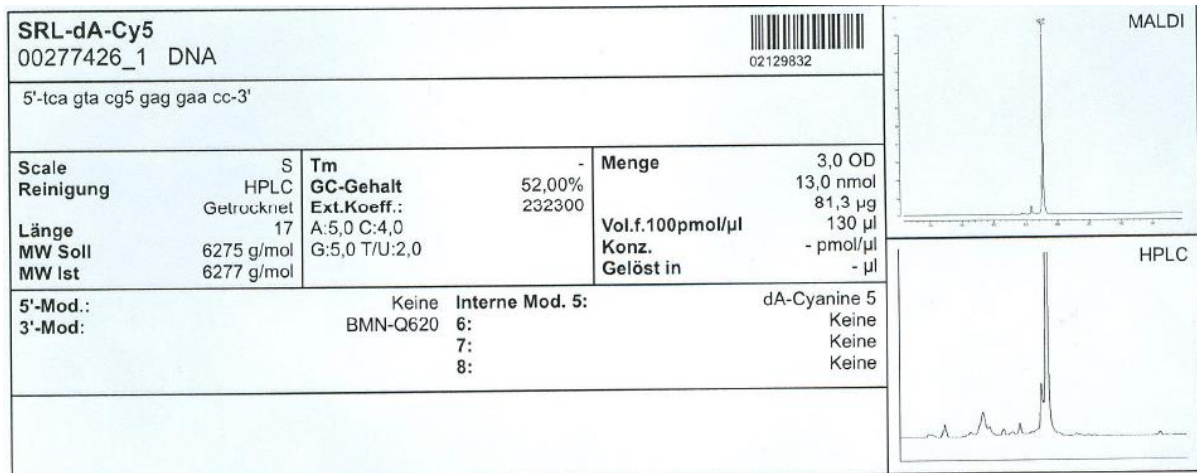 SRL-dA-Cy5
00277426_1 DNA
02129832
5'-tca gta cg5 gag gaa cc-3'
Scale S
Reinigung HPLC
Getrocknet
Länge 17
MW Soll 6275 g/mol
MW Ist 6277 g/mol
Tm -
GC-Gehalt 52,00%
Ext.Koeff.: 232300
A:5,0 C:4,0
G:5,0 T/U:2,0
Menge 3,0 OD
13,0 nmol
81,3 µg
Vol.f.100pmol/µl 130 µl
Konz. - pmol/µl
Gelöst in - µl
5'-Mod.: Keine
3'-Mod: BMN-Q620
Interne Mod. 5: dA-Cyanine 5
6: Keine
7: Keine
8: Keine
MALDI
HPLC